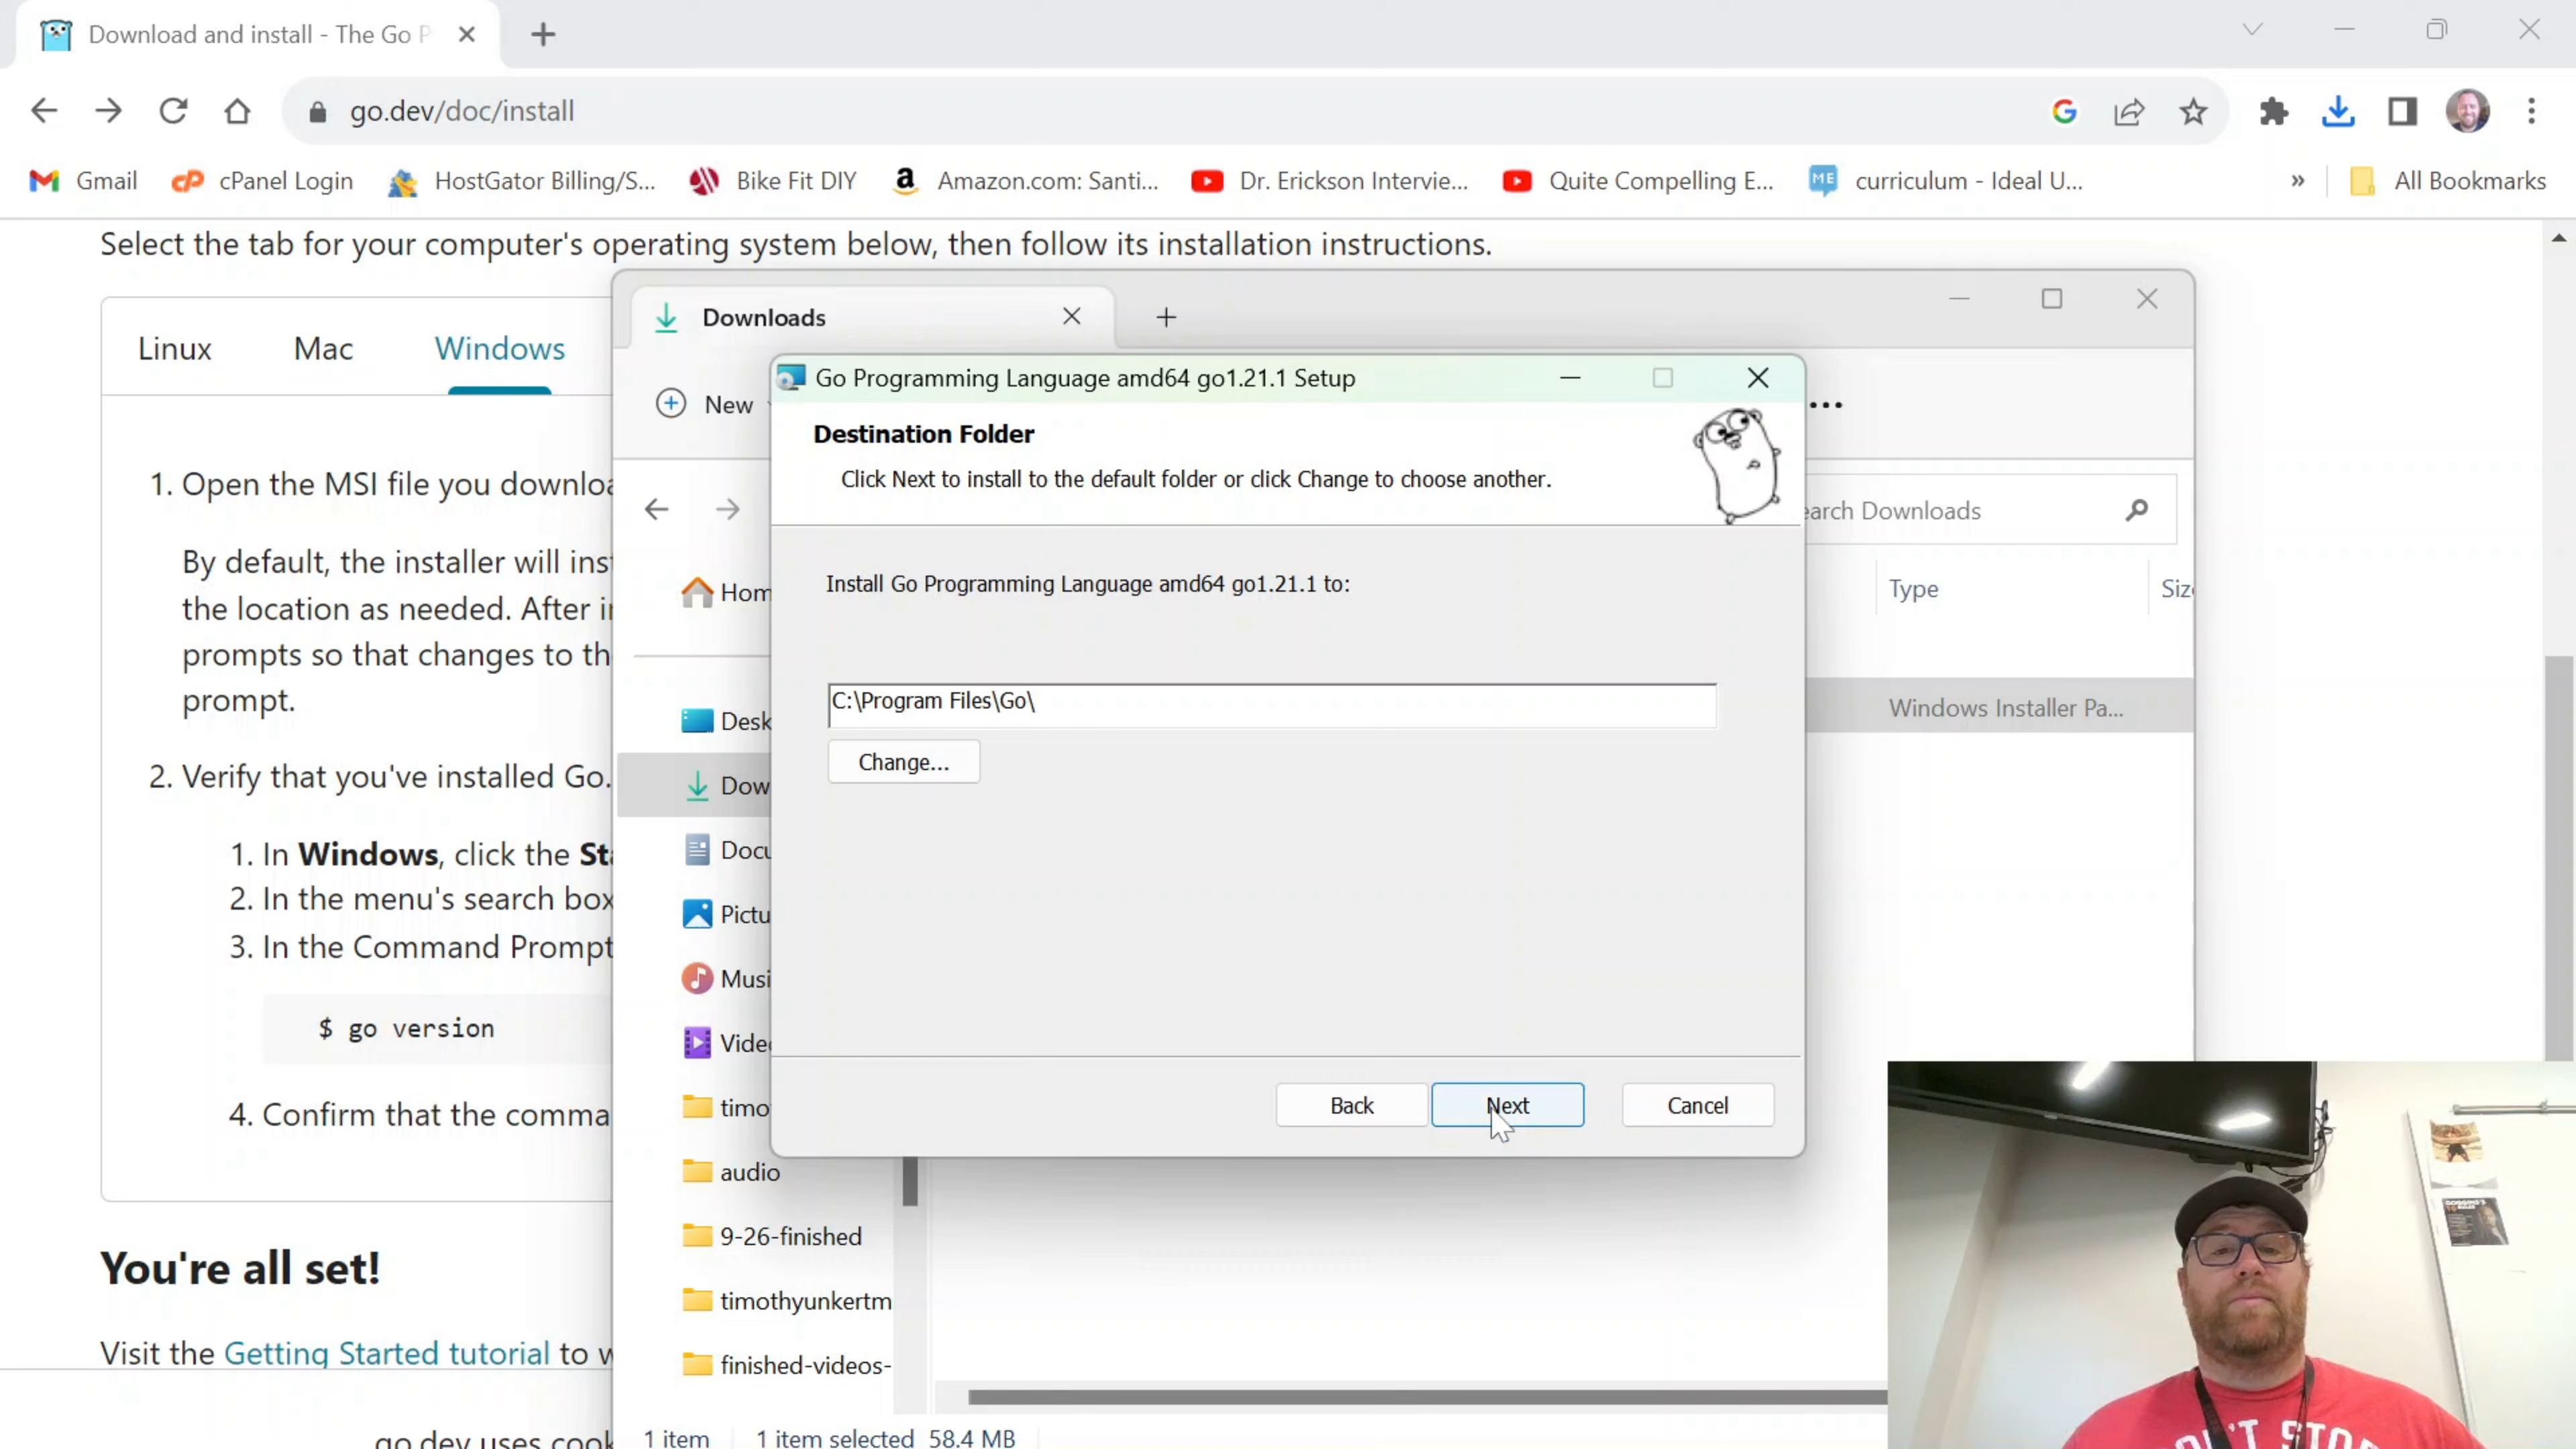 Download and install - The Go P
go.dev/doc/install
Gmail
cPanel Login
HostGator Billing/S...
Bike Fit DIY
Amazon.com: Santi...
Dr. Erickson Intervie...
Quite Compelling E...
ME
curriculum - Ideal U...
»
All Bookmarks
Select the tab for your computer's operating system below, then follow its installation instructions.
Linux
Mac
Windows
1. Open the MSI file you downloa
By default, the installer will ins
the location as needed. After in
prompts so that changes to th
prompt.
2. Verify that you've installed Go.
1. In Windows, click the Sta
2. In the menu's search box
3. In the Command Prompt
$ go version
4. Confirm that the comma
You're all set!
Visit the Getting Started tutorial to w
go.dev uses cook
Downloads
New
earch Downloads
Type
Siz
Windows Installer Pa...
Hom
Desk
Dow
Docu
Pictu
Musi
Vide
timo
audio
9-26-finished
timothyunkertm
finished-videos-
1 item
1 item selected 58.4 MB
Go Programming Language amd64 go1.21.1 Setup
Destination Folder
Click Next to install to the default folder or click Change to choose another.
Install Go Programming Language amd64 go1.21.1 to:
C:\Program Files\Go\
Change...
Back
Next
Cancel